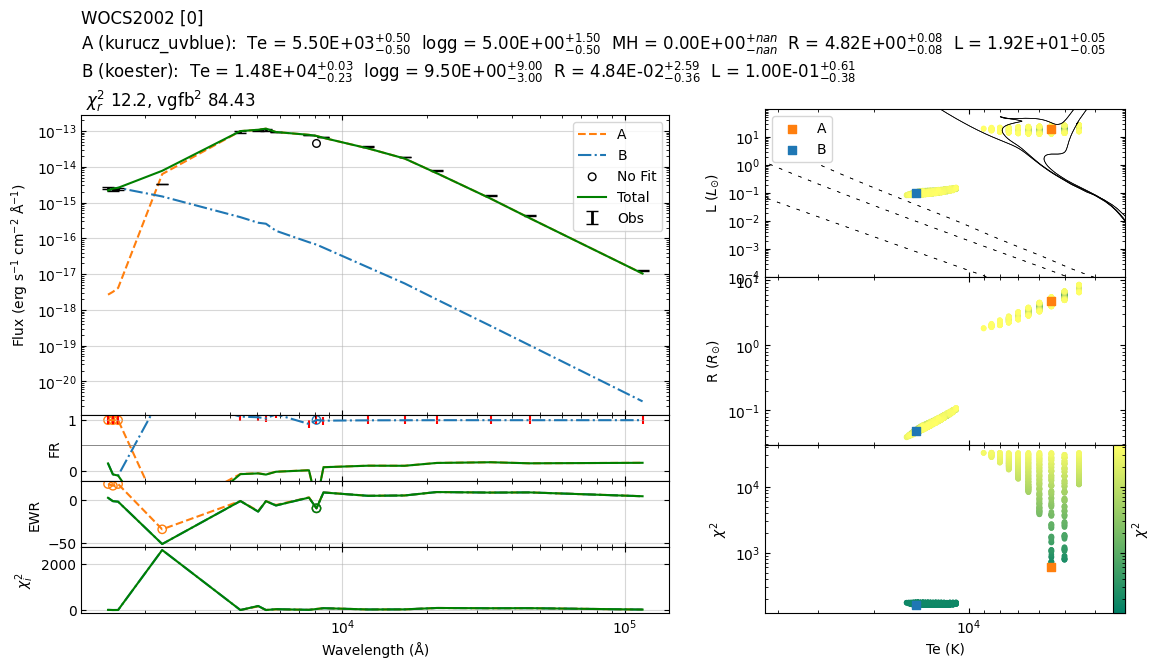 WOCS2002 [0]
A (kurucz_uvblue):  Te = 5.50E+03^{+0.50}_{-0.50}  logg = 5.00E+00^{+1.50}_{-0.50}  MH = 0.00E+00^{+nan}_{-nan}  R = 4.82E+00^{+0.08}_{-0.08}  L = 1.92E+01^{+0.05}_{-0.05}
B (koester):  Te = 1.48E+04^{+0.03}_{-0.23}  logg = 9.50E+00^{+9.00}_{-3.00}  R = 4.84E-02^{+2.59}_{-0.36}  L = 1.00E-01^{+0.61}_{-0.38}
χ²_r 12.2, vgfb² 84.43
Flux (erg s⁻¹ cm⁻² Å⁻¹)
10⁻¹³
10⁻¹⁴
10⁻¹⁵
10⁻¹⁶
10⁻¹⁷
10⁻¹⁸
10⁻¹⁹
10⁻²⁰
A
B
No Fit
Total
Obs
FR
1
0
EWR
0
−50
χ²_i
2000
0
10⁴
10⁵
Wavelength (Å)
A
B
L (L⊙)
10¹
10⁰
10⁻¹
10⁻²
10⁻³
10⁻⁴
R (R⊙)
10¹
10⁰
10⁻¹
χ²
10⁴
10³
χ²
10⁴
Te (K)